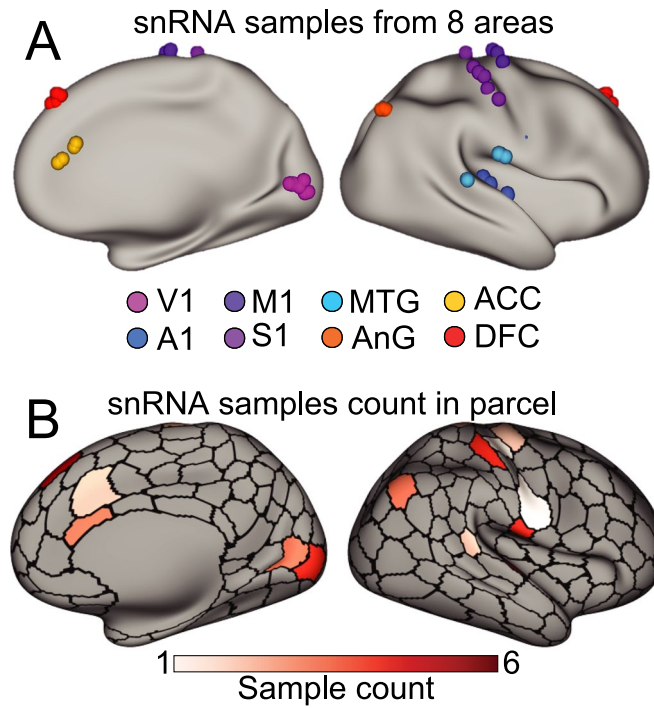 A
snRNA samples from 8 areas
V1 M1 MTG ACC
A1 S1 AnG DFC
B
snRNA samples count in parcel
1 6
Sample count